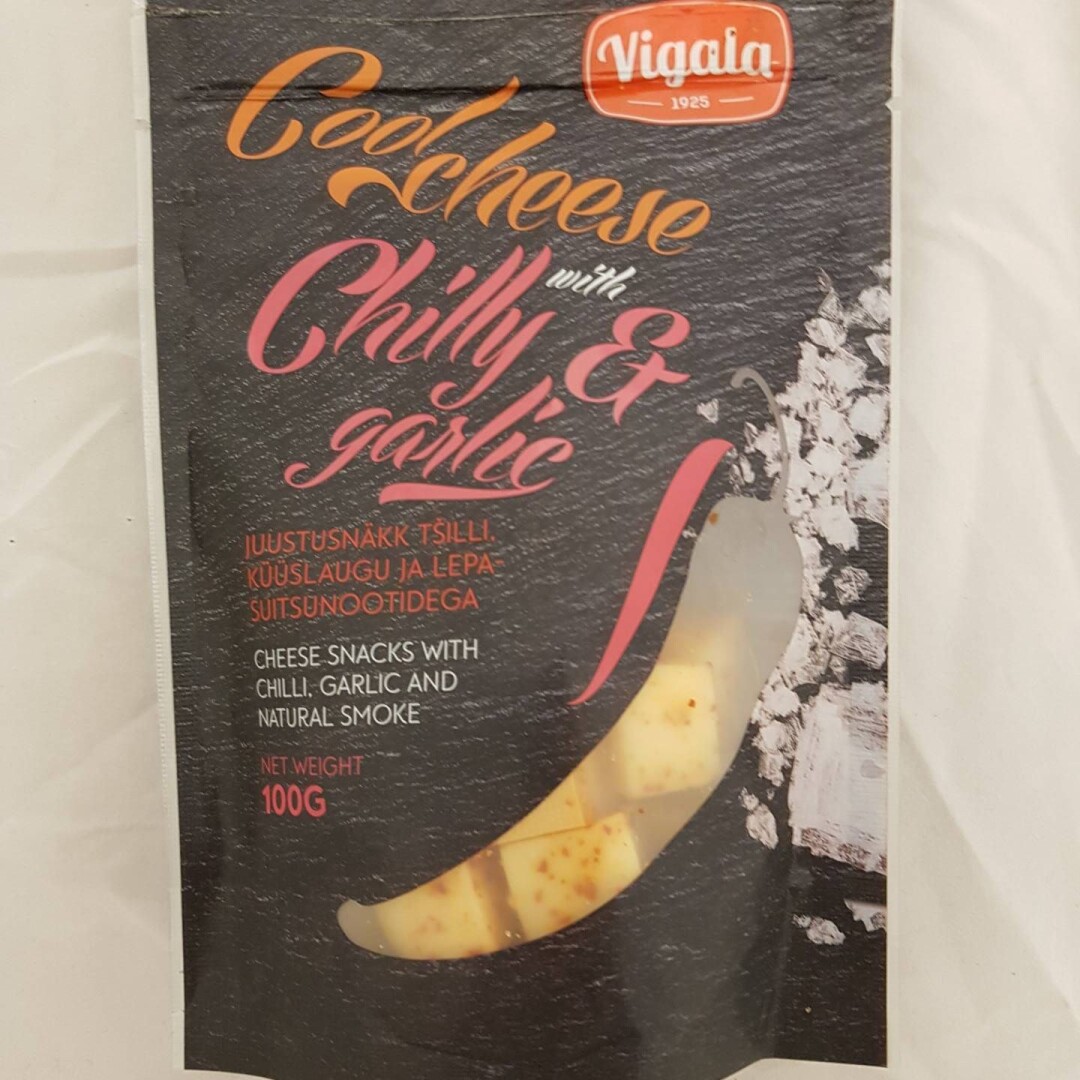 Vigala
1925
Cool
cheese
with
Chilly &
garlic
JUUSTUSNÄKK TŠILLI,
KÜÜSLAUGU JA LEPA-
SUITSUNOOTIDEGA
CHEESE SNACKS WITH
CHILLI, GARLIC AND
NATURAL SMOKE
NET WEIGHT
100G